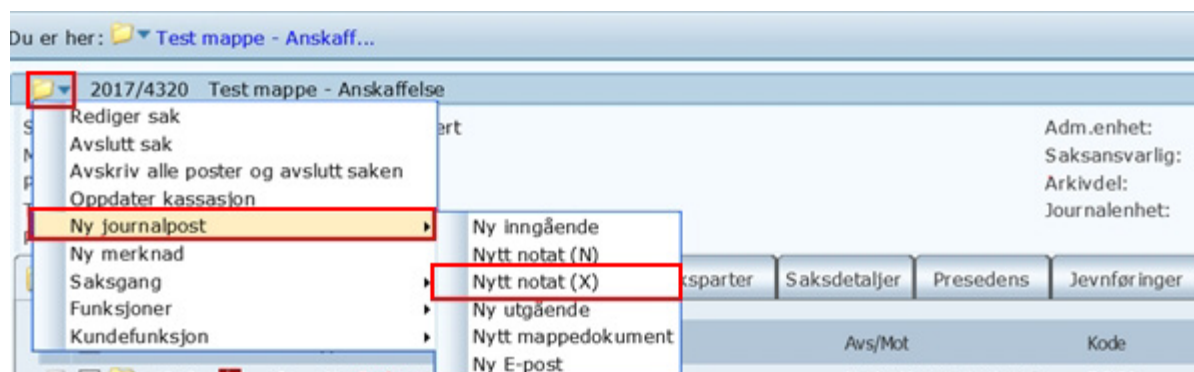 Du er her: Test mappe - Anskaff...
2017/4320 Test mappe - Anskaffelse
Rediger sak
Avslutt sak
Avskriv alle poster og avslutt saken
Oppdater kassasjon
Ny journalpost
Ny merknad
Saksgang
Funksjoner
Kundefunksjon
Ny inngående
Nytt notat (N)
Nytt notat (X)
Ny utgående
Nytt mappedokument
Ny E-post
Adm.enhet:
Saksansvarlig:
Arkivdel:
Journalenhet:
Saksdetaljer Presedens Jevnføringer
Avs/Mot Kode